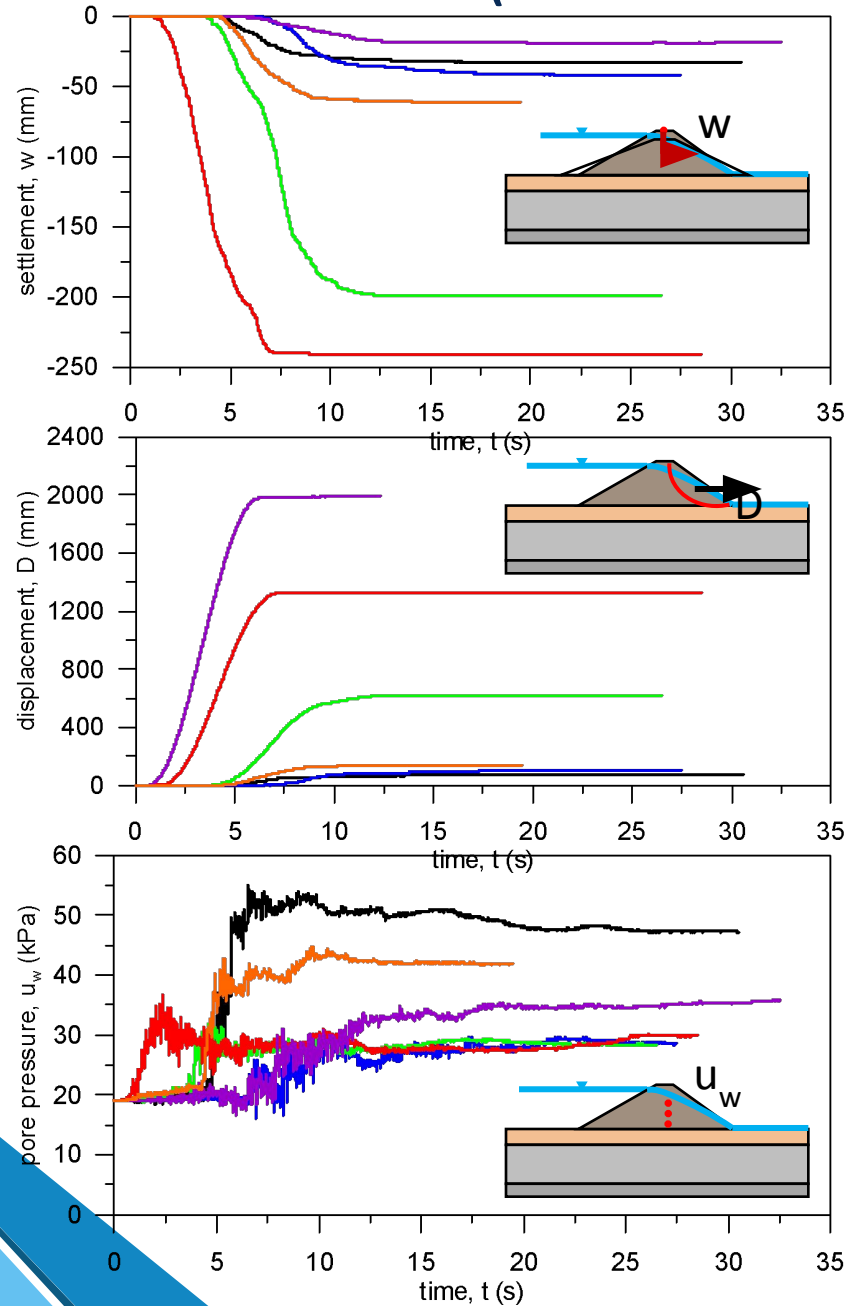 0
-50
-100
-150
-200
-250
settlement, w (mm)
w
0 5 10 15 20 25 30 35
time, t (s)
2400
2000
1600
1200
800
400
0
displacement, D (mm)
D
0 5 10 15 20 25 30 35
time, t (s)
60
50
40
30
20
10
0
pore pressure, u_w (kPa)
u_w
0 5 10 15 20 25 30 35
time, t (s)